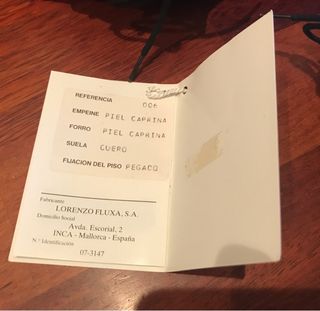 REFERENCIA 006
EMPEINE PIEL CAPRINA
FORRO PIEL CAPRINA
SUELA CUERO
FIJACION DEL PISO PEGADO
Fabricante
LORENZO FLUXA, S.A.
Domicilio Social
Avda. Escorial, 2
INCA - Mallorca - España
N.º Identificación
07-3147